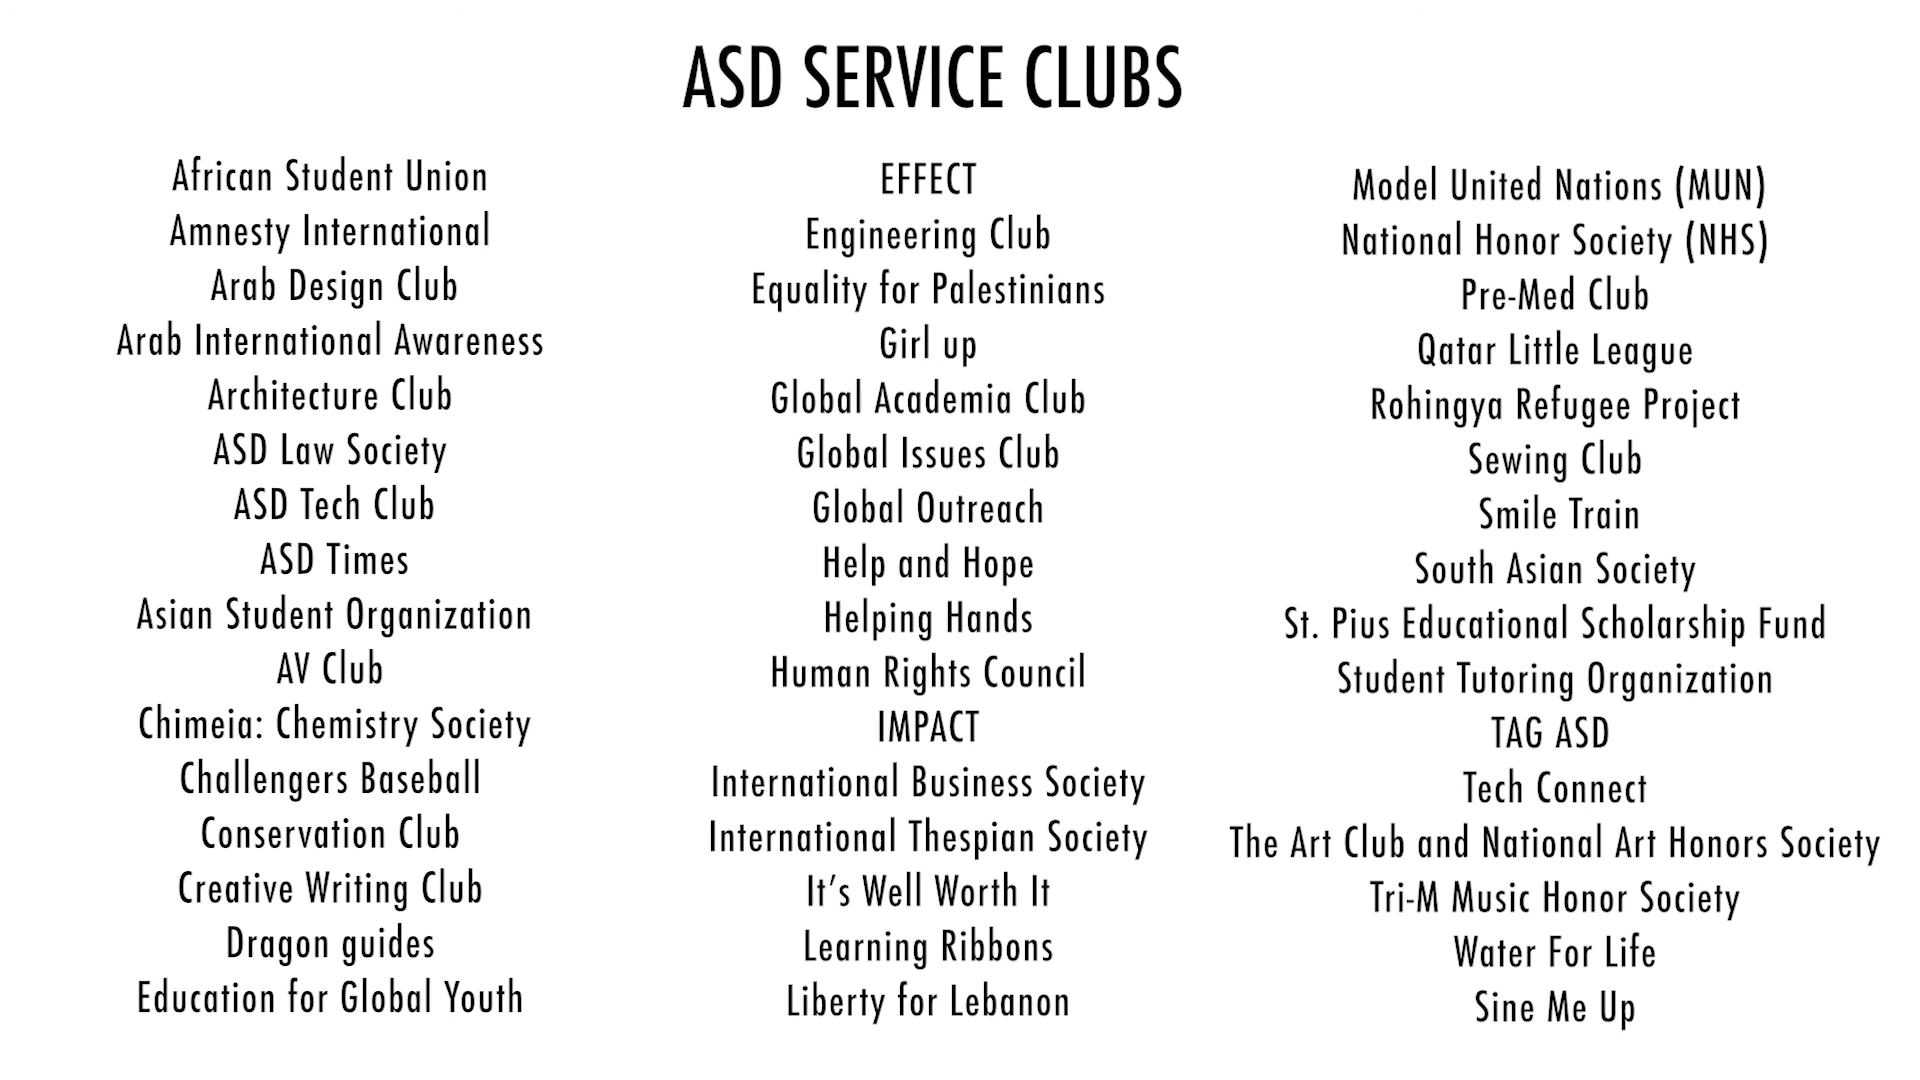 ASD SERVICE CLUBS
African Student Union
Amnesty International
Arab Design Club
Arab International Awareness
Architecture Club
ASD Law Society
ASD Tech Club
ASD Times
Asian Student Organization
AV Club
Chimeia: Chemistry Society
Challengers Baseball
Conservation Club
Creative Writing Club
Dragon guides
Education for Global Youth
EFFECT
Engineering Club
Equality for Palestinians
Girl up
Global Academia Club
Global Issues Club
Global Outreach
Help and Hope
Helping Hands
Human Rights Council
IMPACT
International Business Society
International Thespian Society
It’s Well Worth It
Learning Ribbons
Liberty for Lebanon
Model United Nations (MUN)
National Honor Society (NHS)
Pre-Med Club
Qatar Little League
Rohingya Refugee Project
Sewing Club
Smile Train
South Asian Society
St. Pius Educational Scholarship Fund
Student Tutoring Organization
TAG ASD
Tech Connect
The Art Club and National Art Honors Society
Tri-M Music Honor Society
Water For Life
Sine Me Up